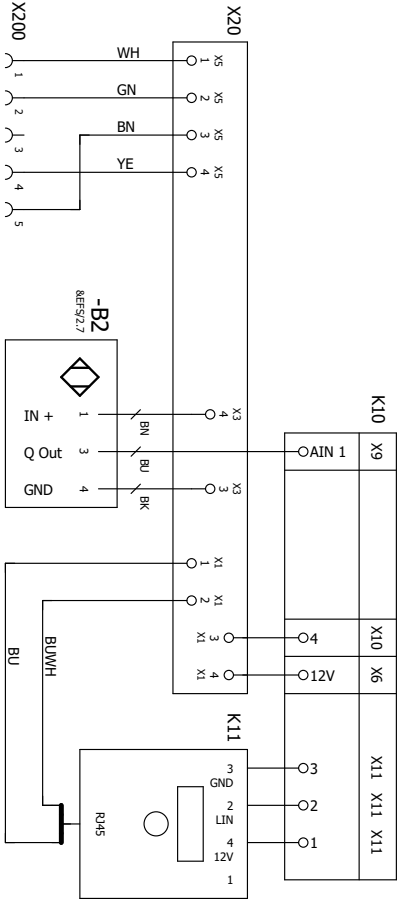 X200
X20
K10
WH
GN
BN
YE
1
2
3
4
5
1 X5
2 X5
3 X5
4 X5
-B2
&EFS/2.7
IN + 1
Q Out 3
GND 4
BN
BU
BK
4 X3
3 X3
1 X1
2 X1
X1 3
X1 4
AIN 1 X9
4 X10
12V X6
3 X11
2 X11
1 X11
BU
BUWH
K11
RJ45
3
GND
2
LIN
4
12V
1